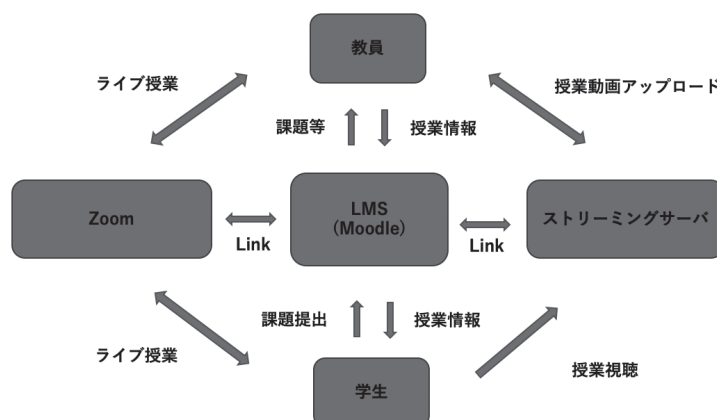 教員
ライブ授業
授業動画アップロード
課題等
授業情報
Zoom
LMS
(Moodle)
ストリーミングサーバ
Link
Link
課題提出
授業情報
ライブ授業
授業視聴
学生